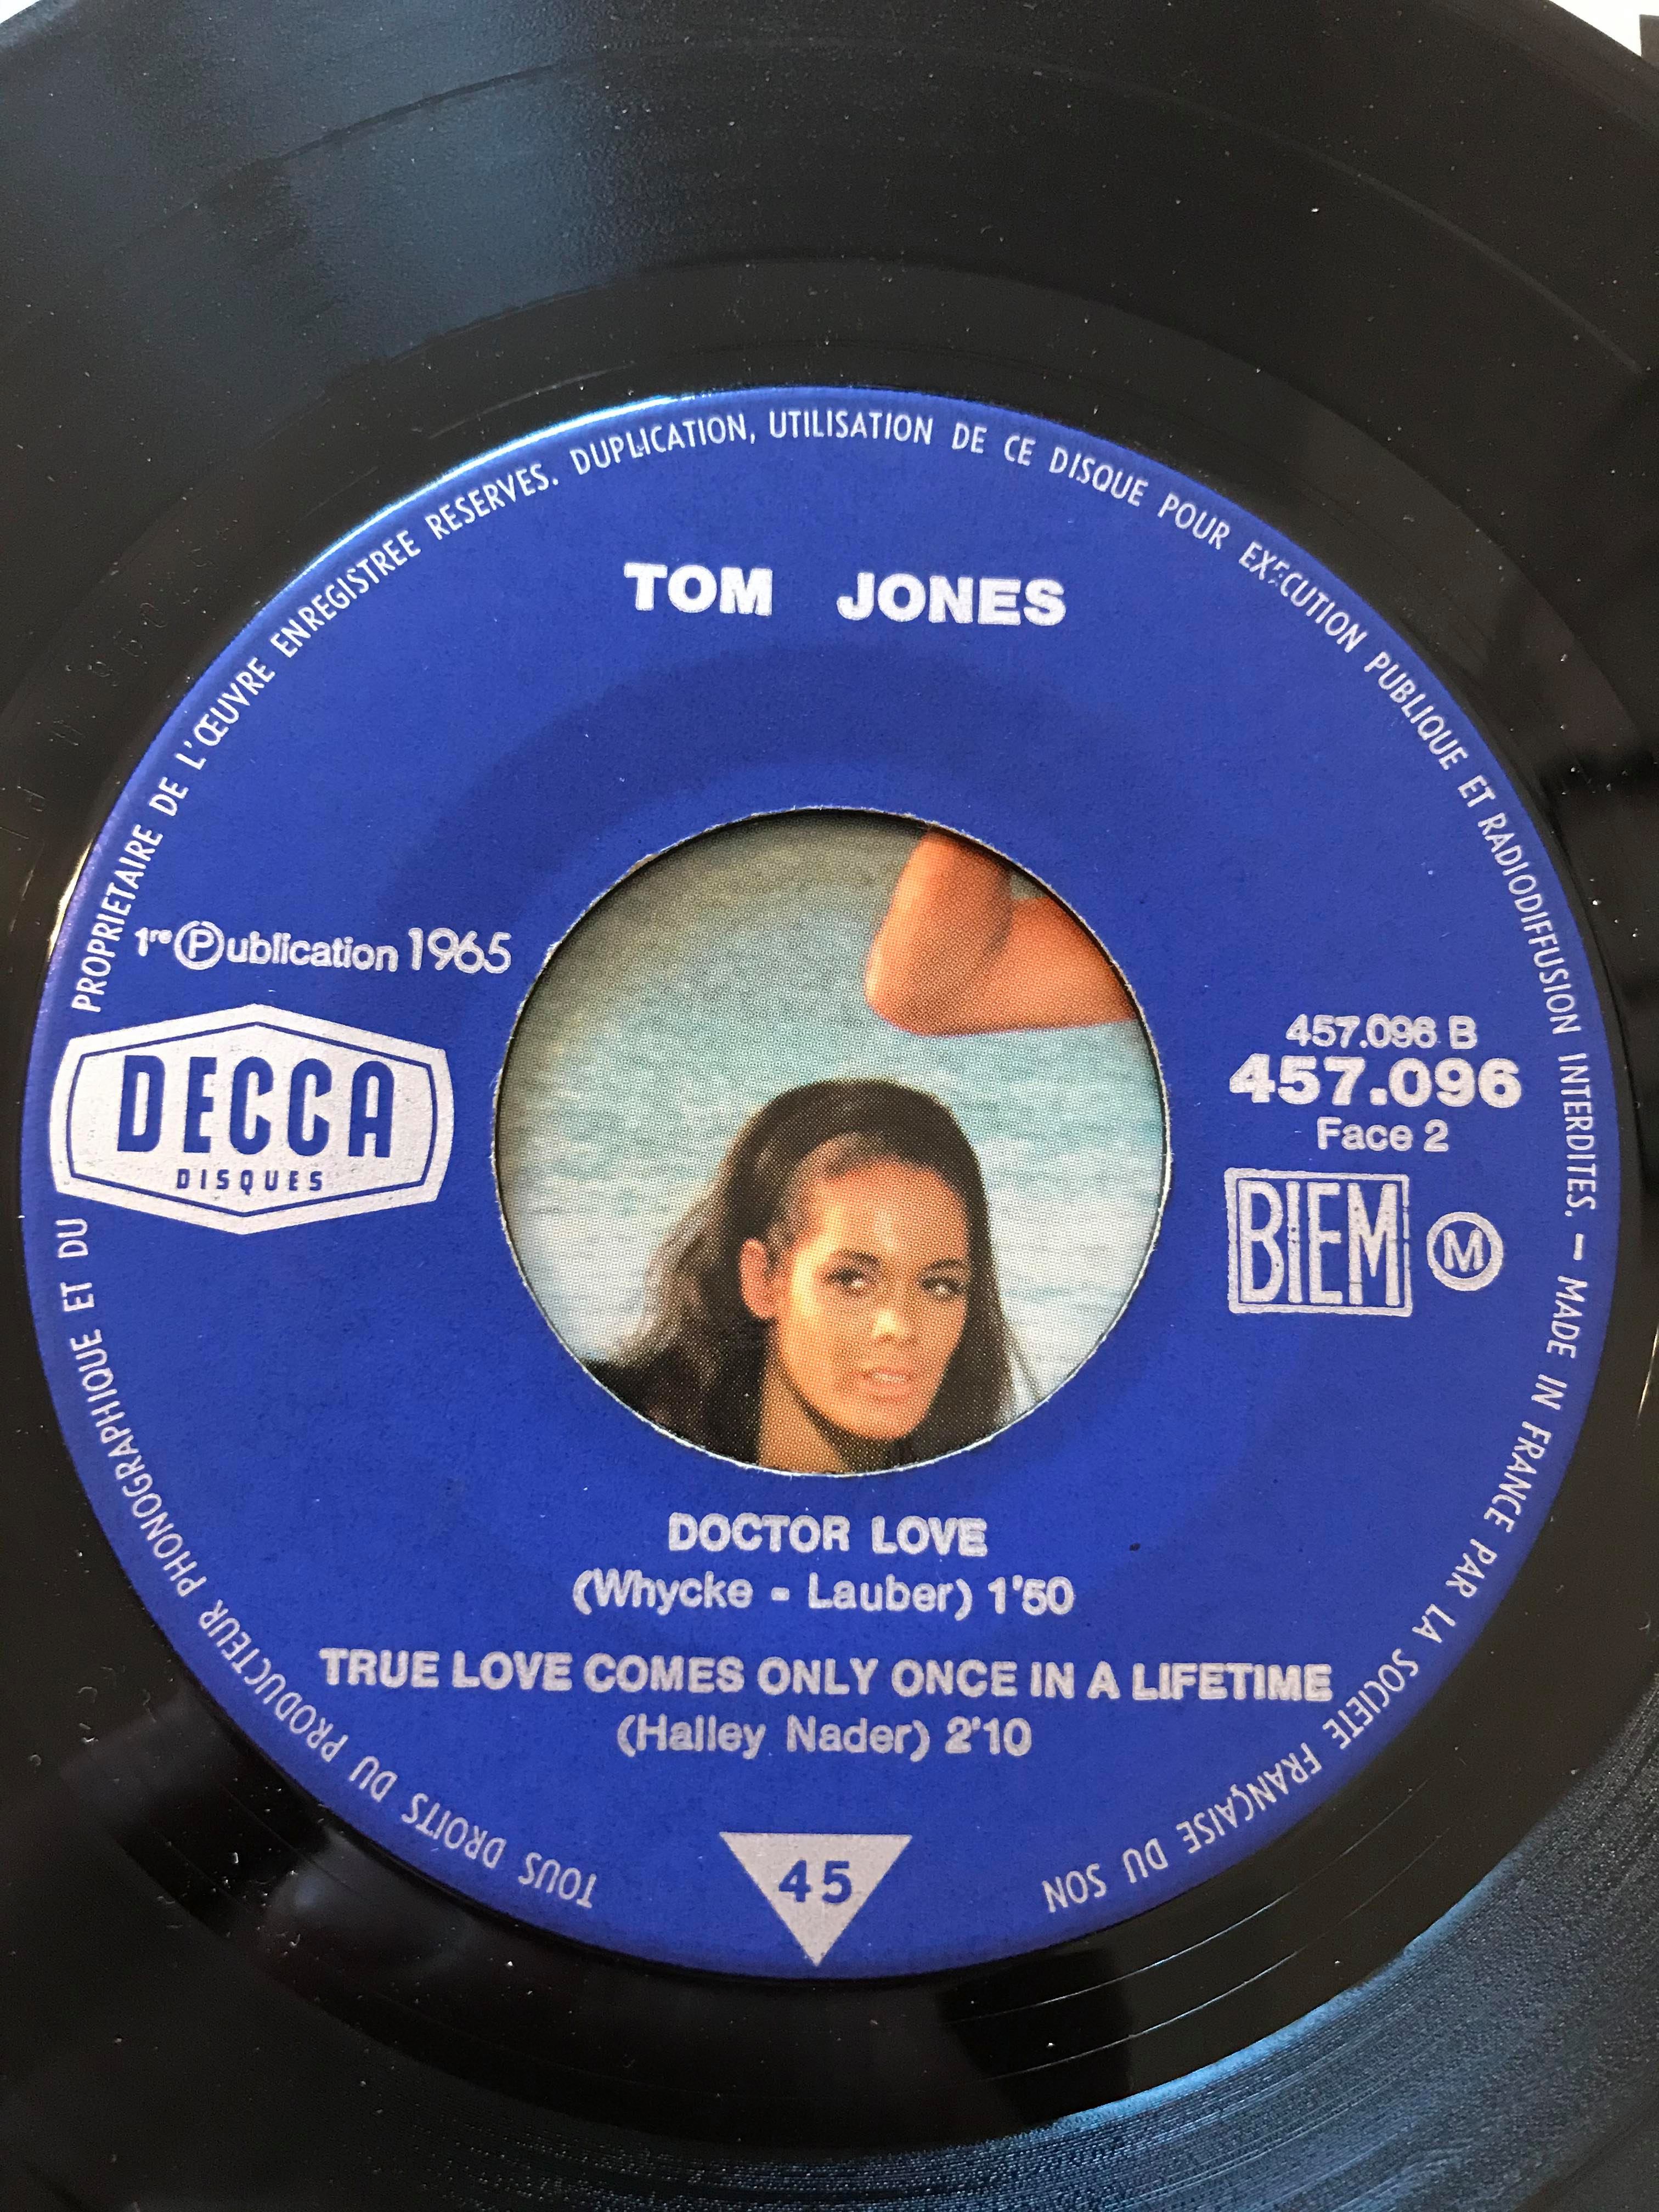 TOUS DROITS DU PRODUCTEUR PHONOGRAPHIQUE ET DU PROPRIETAIRE DE L'ŒUVRE ENREGISTREE RESERVES. DUPLICATION, UTILISATION DE CE DISQUE POUR EXECUTION PUBLIQUE ET RADIODIFFUSION INTERDITES. - MADE IN FRANCE PAR LA SOCIETE FRANÇAISE DU SON
TOM JONES
1re Publication 1965
DECCA
DISQUES
457.096 B
457.096
Face 2
BIEM M
DOCTOR LOVE
(Whycke - Lauber) 1'50
TRUE LOVE COMES ONLY ONCE IN A LIFETIME
(Halley Nader) 2'10
45